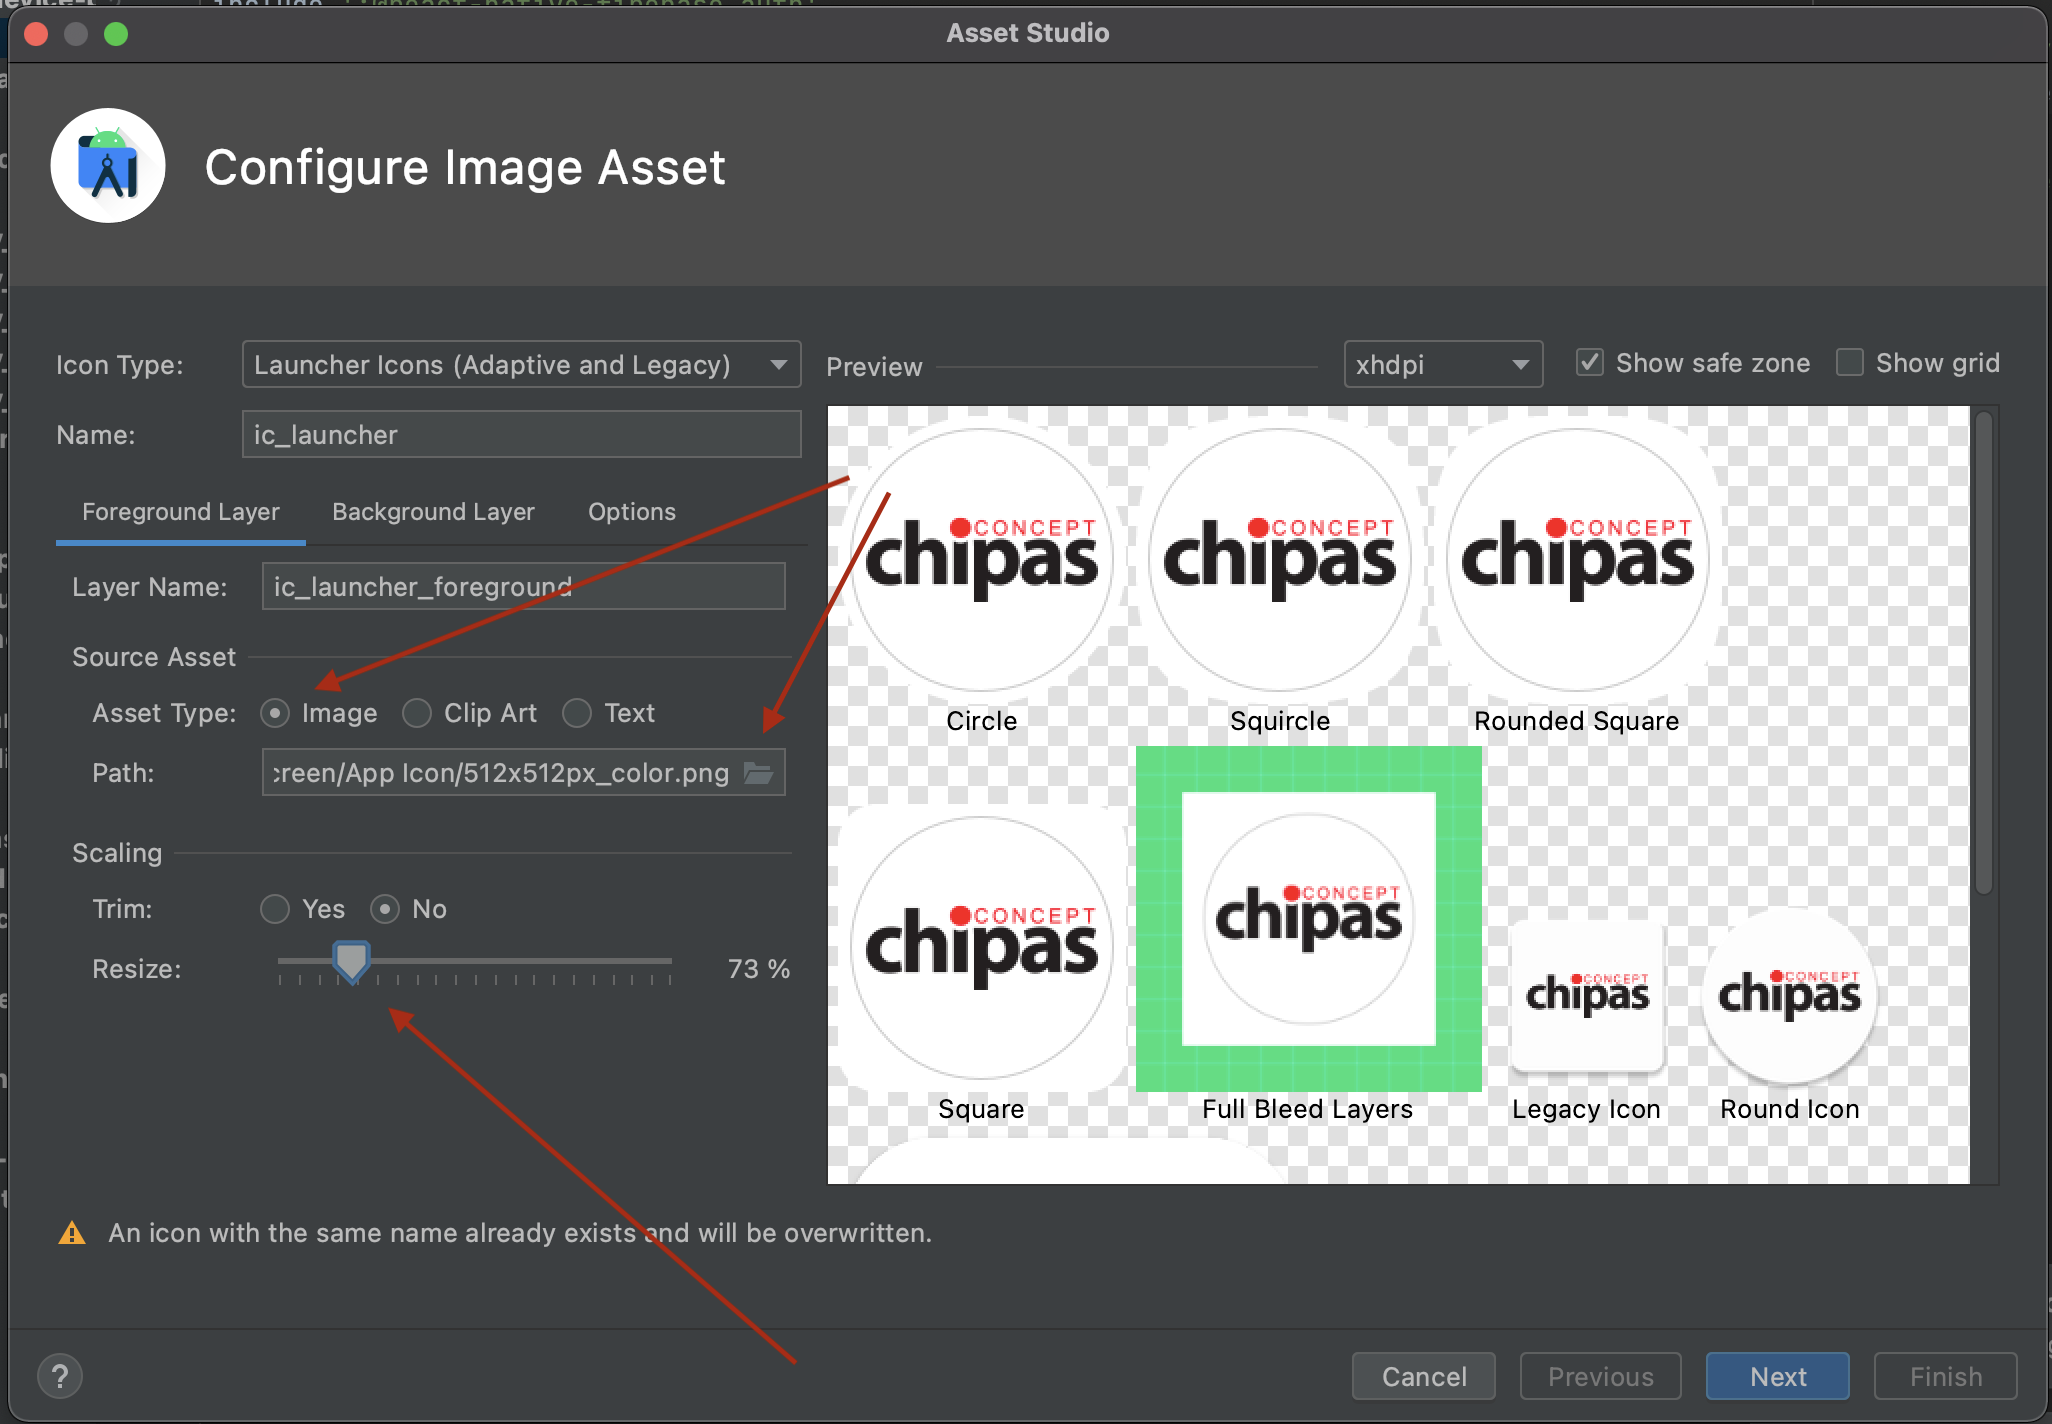 Asset Studio
Configure Image Asset
Icon Type: Launcher Icons (Adaptive and Legacy)
Name: ic_launcher
Foreground Layer Background Layer Options
Layer Name: ic_launcher_foreground
Source Asset
Asset Type: Image Clip Art Text
Path: creen/App Icon/512x512px_color.png
Scaling
Trim: Yes No
Resize: 73 %
Preview xhdpi Show safe zone Show grid
CONCEPT CONCEPT CONCEPT
chipas chipas chipas
Circle Squircle Rounded Square
CONCEPT CONCEPT CONCEPT CONCEPT
chipas chipas chipas chipas
Square Full Bleed Layers Legacy Icon Round Icon
An icon with the same name already exists and will be overwritten.
? Cancel Previous Next Finish